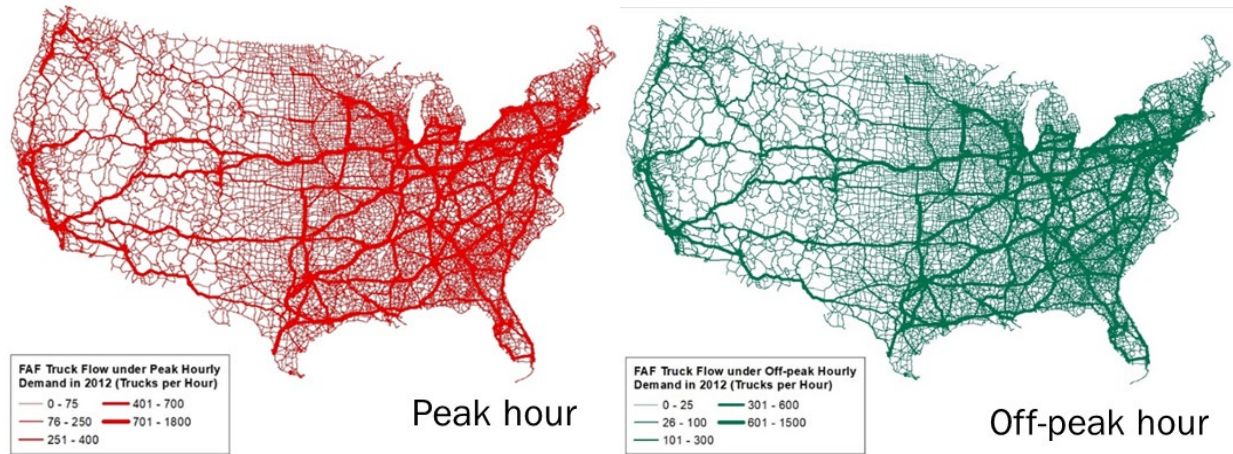 FAF Truck Flow under Peak Hourly
Demand in 2012 (Trucks per Hour)
0 - 75 401 - 700
76 - 250 701 - 1800
251 - 400
Peak hour
FAF Truck Flow under Off-peak Hourly
Demand in 2012 (Trucks per Hour)
0 - 25 301 - 600
26 - 100 601 - 1500
101 - 300
Off-peak hour